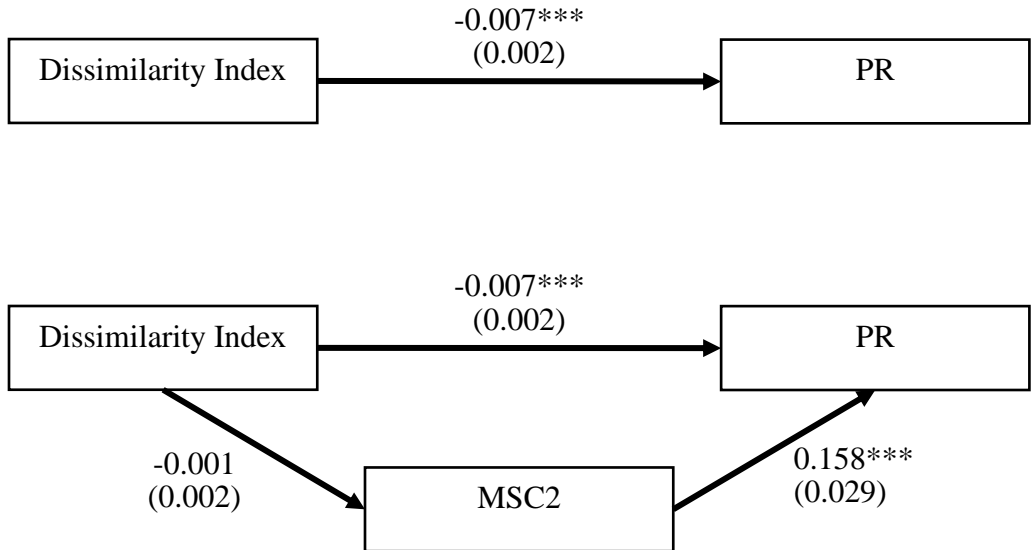 -0.007***
(0.002)
Dissimilarity Index
PR
-0.007***
(0.002)
Dissimilarity Index
PR
-0.001
(0.002)
MSC2
0.158***
(0.029)